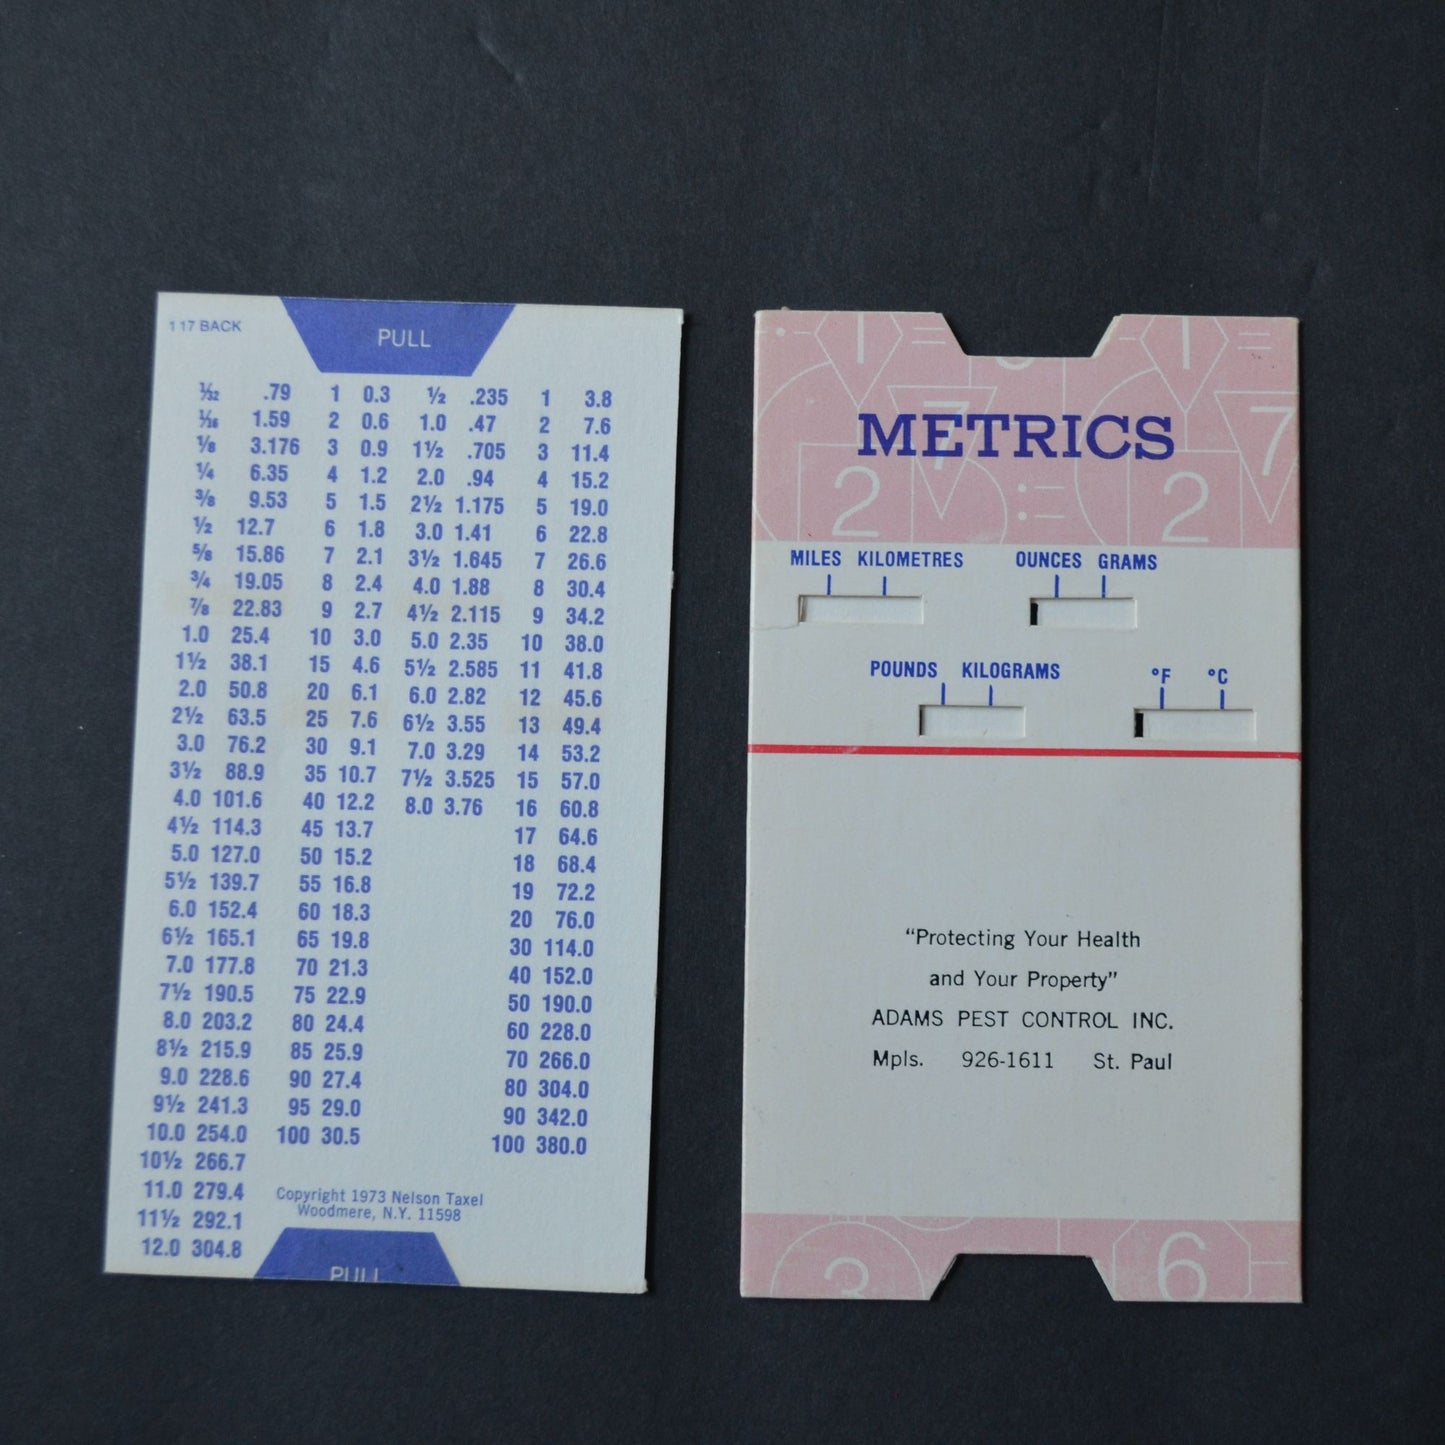 117 BACK
PULL
1/32 .79 1 0.3 ½ .235 1 3.8
1/16 1.59 2 0.6 1.0 .47 2 7.6
⅛ 3.176 3 0.9 1½ .705 3 11.4
¼ 6.35 4 1.2 2.0 .94 4 15.2
⅜ 9.53 5 1.5 2½ 1.175 5 19.0
½ 12.7 6 1.8 3.0 1.41 6 22.8
⅝ 15.86 7 2.1 3½ 1.645 7 26.6
¾ 19.05 8 2.4 4.0 1.88 8 30.4
⅞ 22.83 9 2.7 4½ 2.115 9 34.2
1.0 25.4 10 3.0 5.0 2.35 10 38.0
1½ 38.1 15 4.6 5½ 2.585 11 41.8
2.0 50.8 20 6.1 6.0 2.82 12 45.6
2½ 63.5 25 7.6 6½ 3.55 13 49.4
3.0 76.2 30 9.1 7.0 3.29 14 53.2
3½ 88.9 35 10.7 7½ 3.525 15 57.0
4.0 101.6 40 12.2 8.0 3.76 16 60.8
4½ 114.3 45 13.7 17 64.6
5.0 127.0 50 15.2 18 68.4
5½ 139.7 55 16.8 19 72.2
6.0 152.4 60 18.3 20 76.0
6½ 165.1 65 19.8 30 114.0
7.0 177.8 70 21.3 40 152.0
7½ 190.5 75 22.9 50 190.0
8.0 203.2 80 24.4 60 228.0
8½ 215.9 85 25.9 70 266.0
9.0 228.6 90 27.4 80 304.0
9½ 241.3 95 29.0 90 342.0
10.0 254.0 100 30.5 100 380.0
10½ 266.7
11.0 279.4
11½ 292.1
12.0 304.8
Copyright 1973 Nelson Taxel
Woodmere, N.Y. 11598
PULL
1 1
7 7
METRICS
2 2
MILES KILOMETRES OUNCES GRAMS
POUNDS KILOGRAMS °F °C
"Protecting Your Health
and Your Property"
ADAMS PEST CONTROL INC.
Mpls. 926-1611 St. Paul
3 6